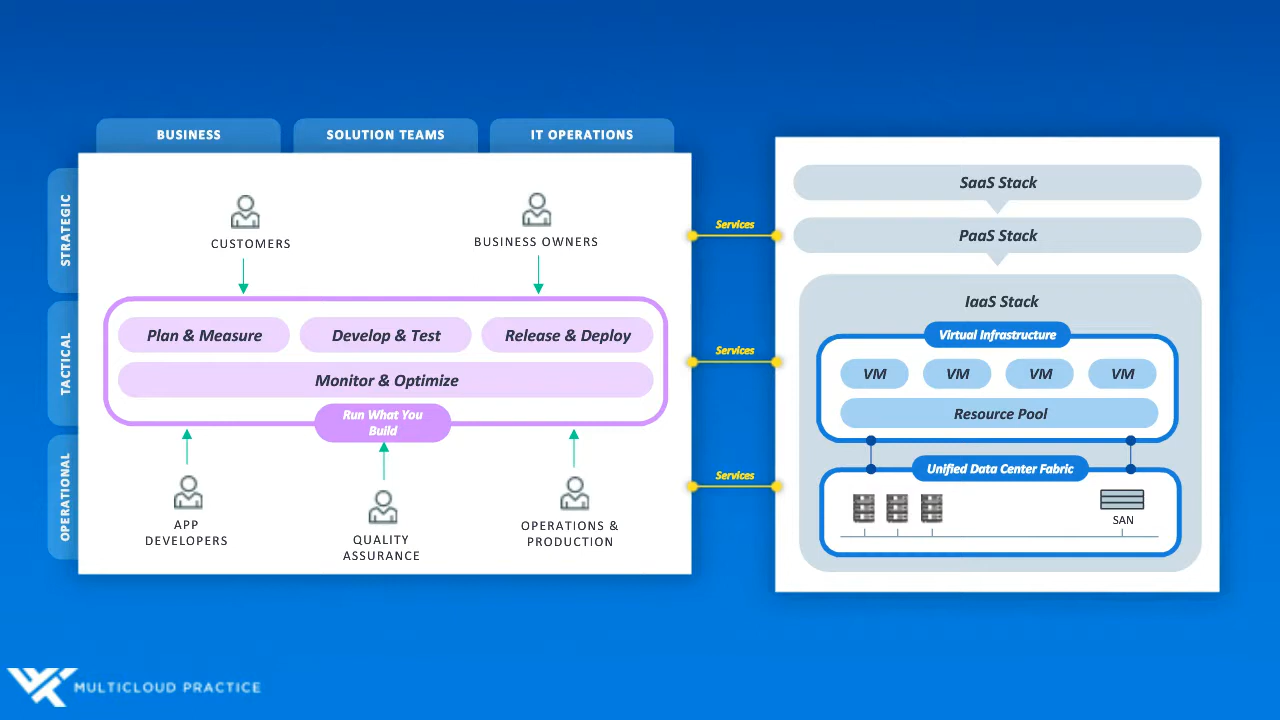 BUSINESS
SOLUTION TEAMS
IT OPERATIONS
STRATEGIC
TACTICAL
OPERATIONAL
CUSTOMERS
BUSINESS OWNERS
Plan & Measure
Develop & Test
Release & Deploy
Monitor & Optimize
Run What You
Build
APP
DEVELOPERS
QUALITY
ASSURANCE
OPERATIONS &
PRODUCTION
Services
Services
Services
SaaS Stack
PaaS Stack
IaaS Stack
Virtual Infrastructure
VM
VM
VM
VM
Resource Pool
Unified Data Center Fabric
SAN
MULTICLOUD PRACTICE